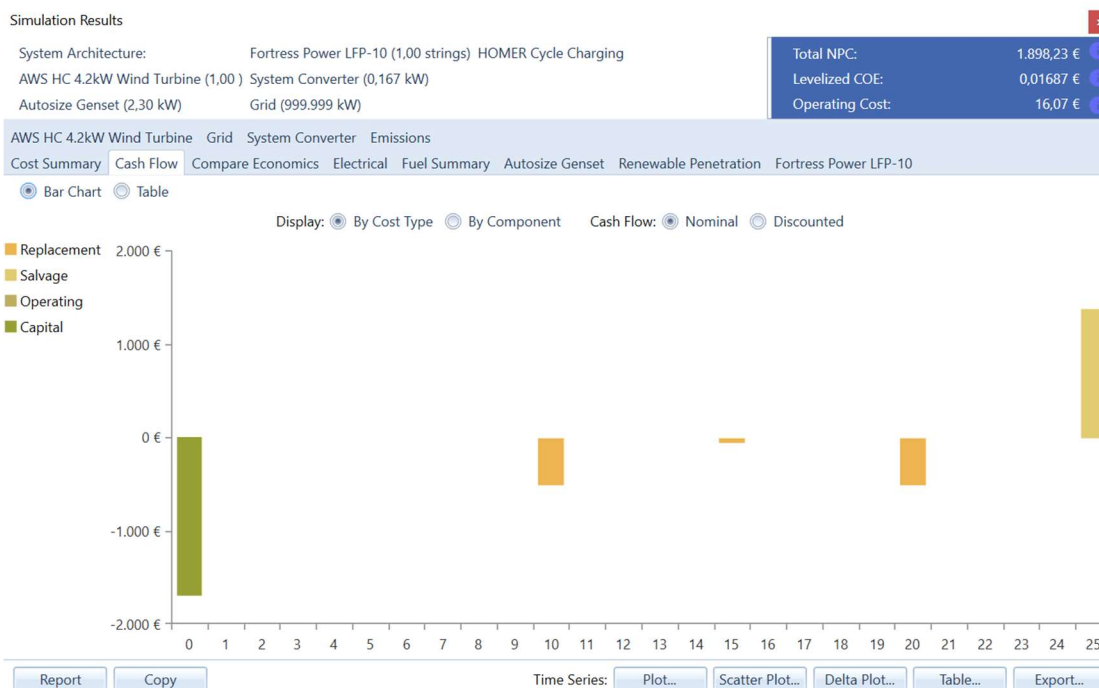 Simulation Results
System Architecture: Fortress Power LFP-10 (1,00 strings) HOMER Cycle Charging
AWS HC 4.2kW Wind Turbine (1,00 ) System Converter (0,167 kW)
Autosize Genset (2,30 kW) Grid (999.999 kW)
Total NPC: 1.898,23 €
Levelized COE: 0,01687 €
Operating Cost: 16,07 €
AWS HC 4.2kW Wind Turbine Grid System Converter Emissions
Cost Summary Cash Flow Compare Economics Electrical Fuel Summary Autosize Genset Renewable Penetration Fortress Power LFP-10
Bar Chart Table
Display: By Cost Type By Component Cash Flow: Nominal Discounted
Replacement
Salvage
Operating
Capital
2.000 €
1.000 €
0 €
-1.000 €
-2.000 €
0 1 2 3 4 5 6 7 8 9 10 11 12 13 14 15 16 17 18 19 20 21 22 23 24 25
Report Copy Time Series: Plot... Scatter Plot... Delta Plot... Table... Export...